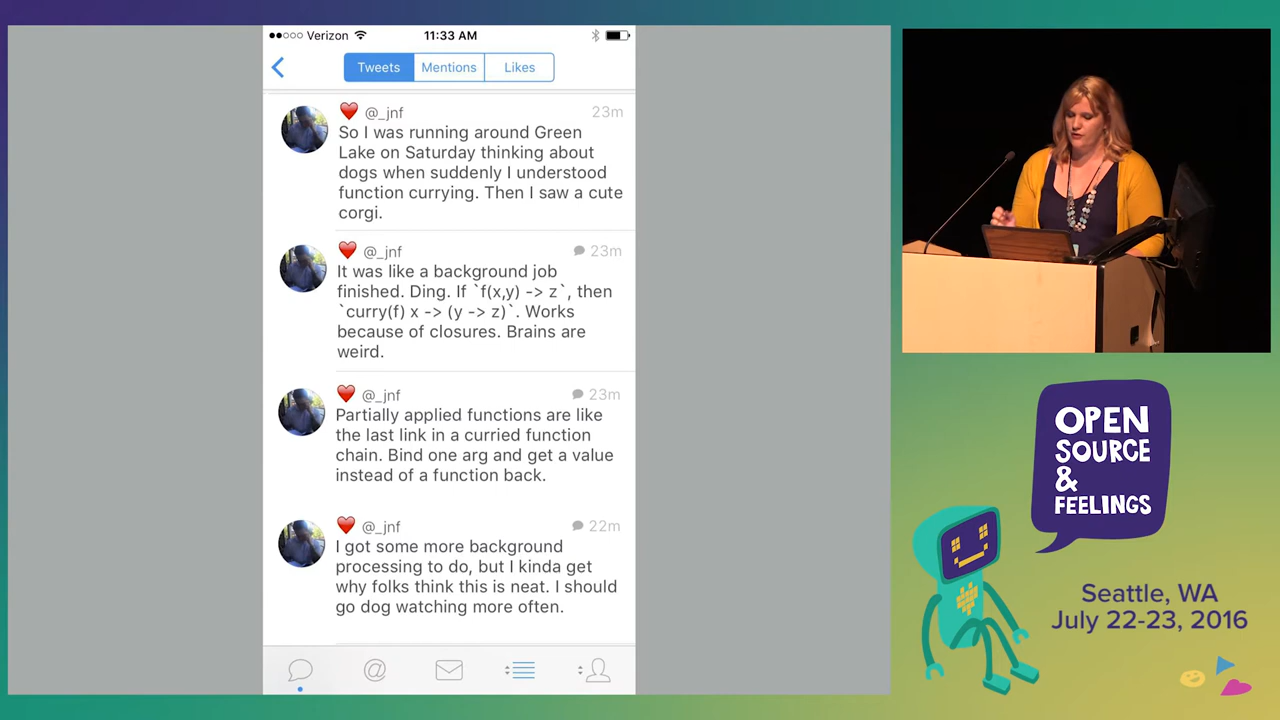 Verizon
11:33 AM
Tweets
Mentions
Likes
@_jnf
23m
So I was running around Green
Lake on Saturday thinking about
dogs when suddenly I understood
function currying. Then I saw a cute
corgi.
@_jnf
23m
It was like a background job
finished. Ding. If `f(x,y) -> z`, then
`curry(f) x -> (y -> z)`. Works
because of closures. Brains are
weird.
@_jnf
23m
Partially applied functions are like
the last link in a curried function
chain. Bind one arg and get a value
instead of a function back.
@_jnf
22m
I got some more background
processing to do, but I kinda get
why folks think this is neat. I should
go dog watching more often.
@
OPEN
SOURCE
&
FEELINGS
Seattle, WA
July 22-23, 2016